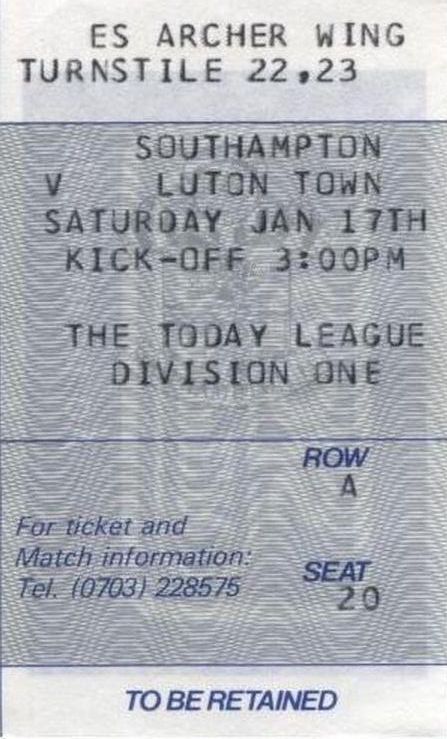 ES ARCHER WING
TURNSTILE 22,23
SOUTHAMPTON
V LUTON TOWN
SATURDAY JAN 17TH
KICK-OFF 3:00PM
THE TODAY LEAGUE
DIVISION ONE
ROW
A
For ticket and
Match information:
Tel. (0703) 228575
SEAT
20
TO BE RETAINED